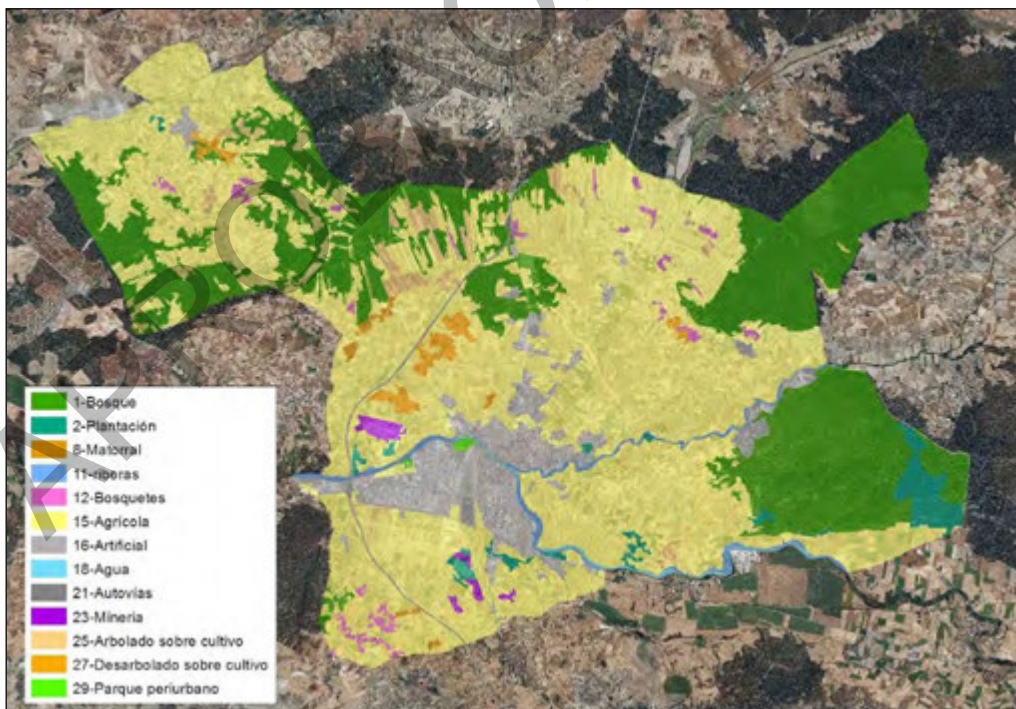 1-Bosque
2-Plantación
8-Matorral
11-riberas
12-Bosquetes
15-Agrícola
16-Artificial
18-Agua
21-Autovías
23-Minería
25-Arbolado sobre cultivo
27-Desarbolado sobre cultivo
29-Parque periurbano